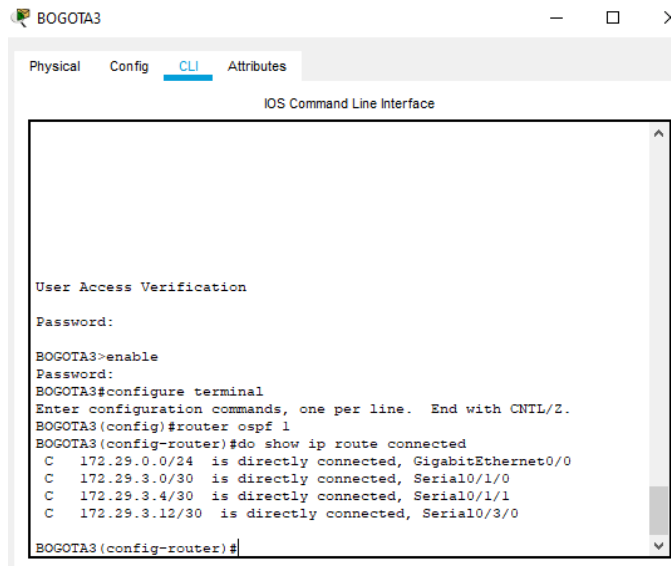 BOGOTA3
Physical Config CLI Attributes
IOS Command Line Interface
User Access Verification
Password:
BOGOTA3>enable
Password:
BOGOTA3#configure terminal
Enter configuration commands, one per line.  End with CNTL/Z.
BOGOTA3(config)#router ospf 1
BOGOTA3(config-router)#do show ip route connected
 C   172.29.0.0/24  is directly connected, GigabitEthernet0/0
 C   172.29.3.0/30  is directly connected, Serial0/1/0
 C   172.29.3.4/30  is directly connected, Serial0/1/1
 C   172.29.3.12/30  is directly connected, Serial0/3/0
BOGOTA3(config-router)#